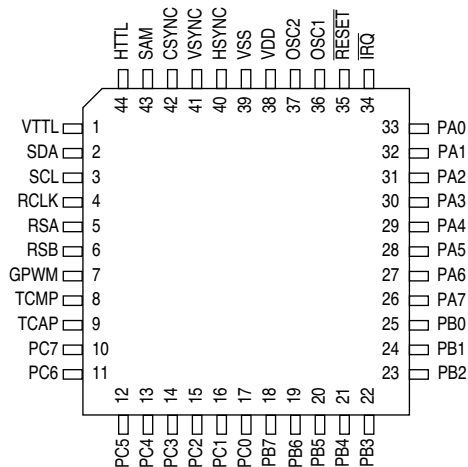 HTTL SAM CSYNC VSYNC HSYNC VSS VDD OSC2 OSC1 RESET IRQ
44 43 42 41 40 39 38 37 36 35 34
VTTL 1 33 PA0
SDA 2 32 PA1
SCL 3 31 PA2
RCLK 4 30 PA3
RSA 5 29 PA4
RSB 6 28 PA5
GPWM 7 27 PA6
TCMP 8 26 PA7
TCAP 9 25 PB0
PC7 10 24 PB1
PC6 11 23 PB2
12 13 14 15 16 17 18 19 20 21 22
PC5 PC4 PC3 PC2 PC1 PC0 PB7 PB6 PB5 PB4 PB3